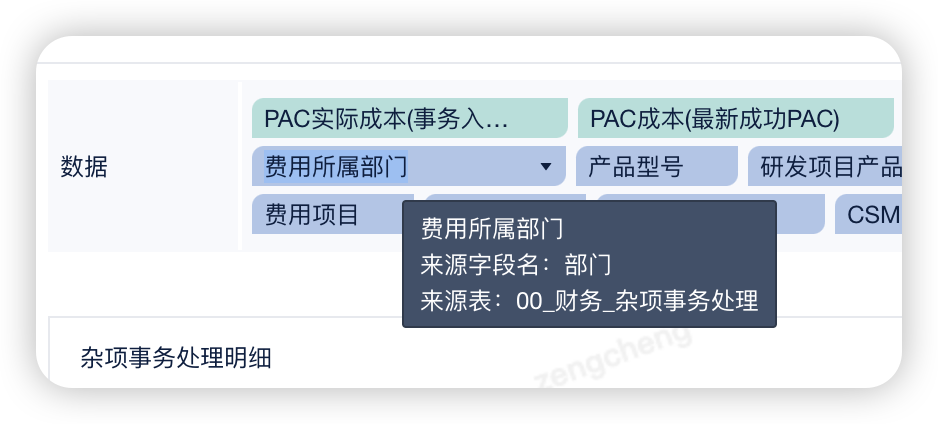 PAC实际成本(事务入...
PAC成本(最新成功PAC)
数据
费用所属部门
产品型号
研发项目产品
费用项目
CSM
费用所属部门
来源字段名：部门
来源表：00_财务_杂项事务处理
杂项事务处理明细
zengcheng